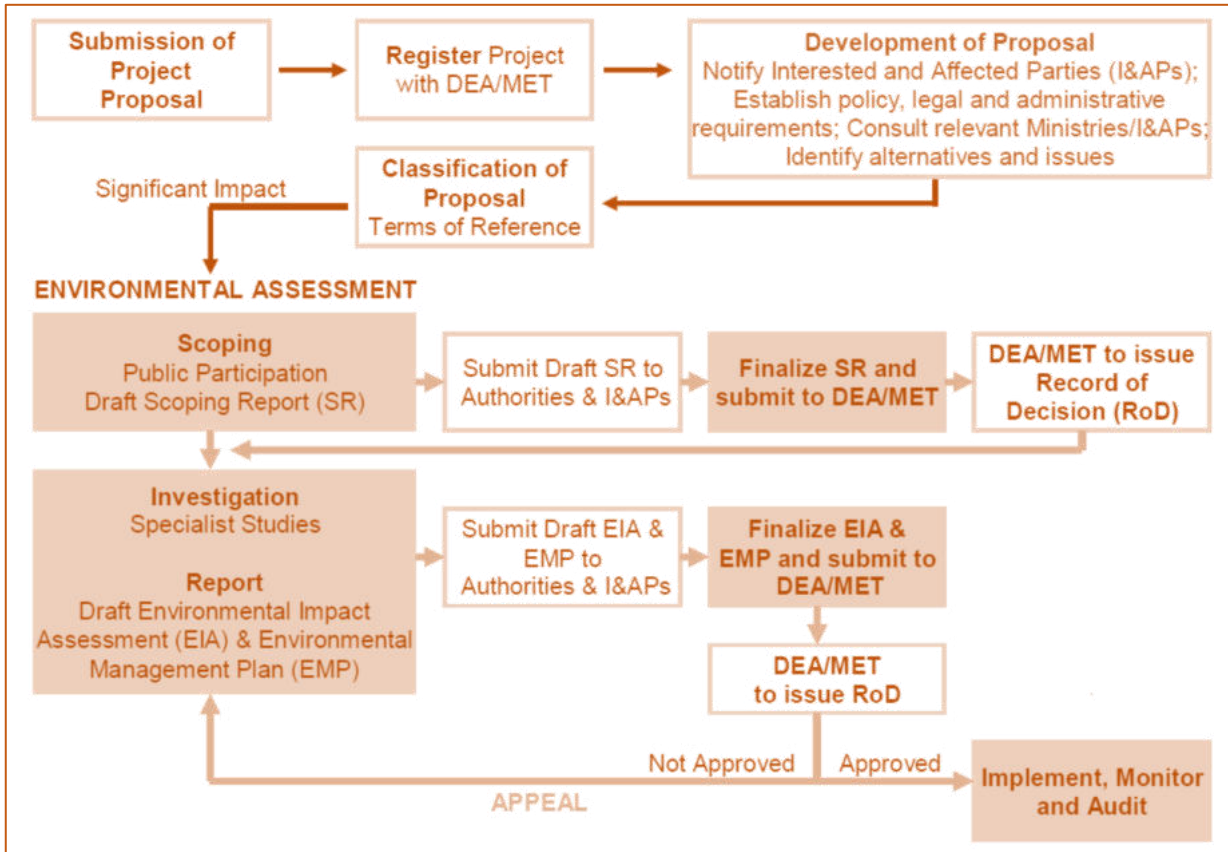 Submission of
Project
Proposal
Register Project
with DEA/MET
Development of Proposal
Notify Interested and Affected Parties (I&APs);
Establish policy, legal and administrative
requirements; Consult relevant Ministries/I&APs;
Identify alternatives and issues
Significant Impact
Classification of
Proposal
Terms of Reference
ENVIRONMENTAL ASSESSMENT
Scoping
Public Participation
Draft Scoping Report (SR)
Submit Draft SR to
Authorities & I&APs
Finalize SR and
submit to DEA/MET
DEA/MET to issue
Record of
Decision (RoD)
Investigation
Specialist Studies
Report
Draft Environmental Impact
Assessment (EIA) & Environmental
Management Plan (EMP)
Submit Draft EIA &
EMP to
Authorities & I&APs
Finalize EIA &
EMP and submit to
DEA/MET
DEA/MET
to issue RoD
Not Approved
Approved
APPEAL
Implement, Monitor
and Audit